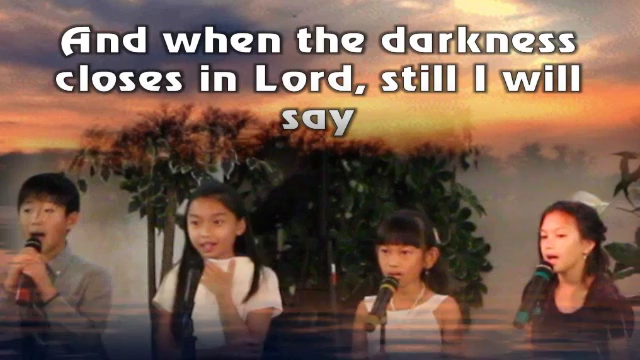 And when the darkness
closes in Lord, still I will
say